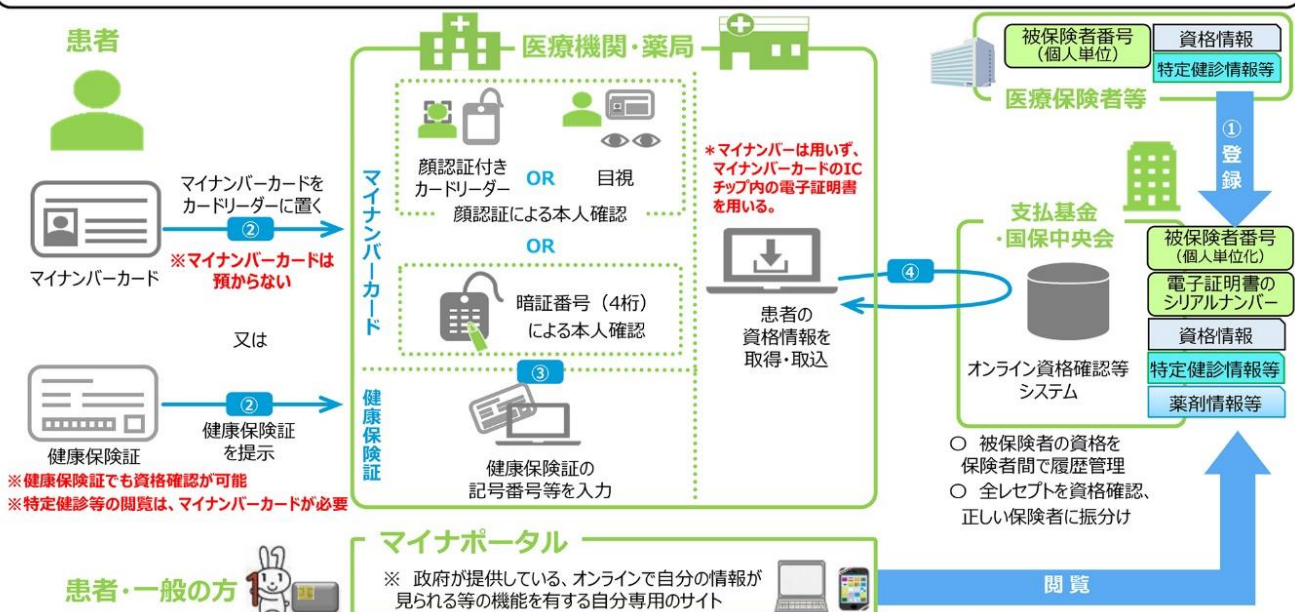 患者
マイナンバーカードを
カードリーダーに置く
②
※マイナンバーカードは
預からない
マイナンバーカード
又は
②
健康保険証
を提示
健康保険証
※健康保険証でも資格確認が可能
※特定健診等の閲覧は、マイナンバーカードが必要
医療機関・薬局
マイナンバーカード
顔認証付き
カードリーダー
OR
目視
顔認証による本人確認
OR
暗証番号（4桁）
による本人確認
③
健康保険証
健康保険証の
記号番号等を入力
＊マイナンバーは用いず、
マイナンバーカードのIC
チップ内の電子証明書
を用いる。
患者の
資格情報を
取得・取込
④
被保険者番号
（個人単位）
資格情報
特定健診情報等
医療保険者等
①
登
録
支払基金
・国保中央会
オンライン資格確認等
システム
被保険者番号
（個人単位化）
電子証明書の
シリアルナンバー
資格情報
特定健診情報等
薬剤情報等
○ 被保険者の資格を
保険者間で履歴管理
○ 全レセプトを資格確認、
正しい保険者に振分け
患者・一般の方
マイナポータル
※ 政府が提供している、オンラインで自分の情報が
見られる等の機能を有する自分専用のサイト
閲覧